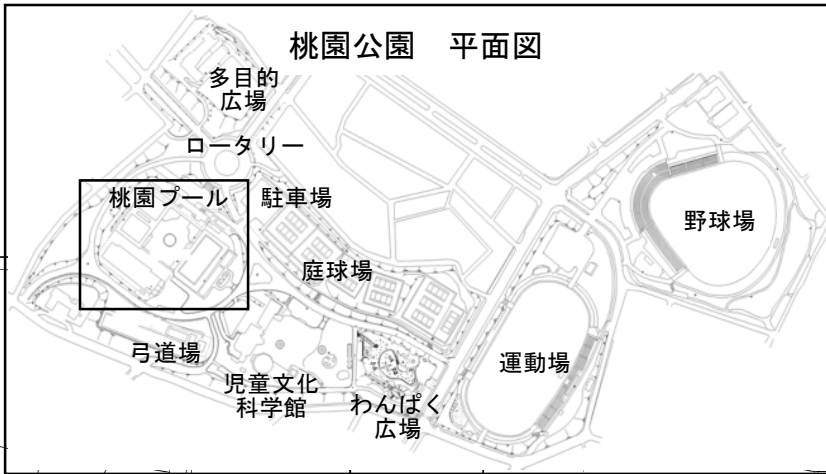 桃園公園　平面図
多目的
広場
ロータリー
桃園プール
駐車場
野球場
庭球場
弓道場
運動場
児童文化
科学館
わんぱく
広場